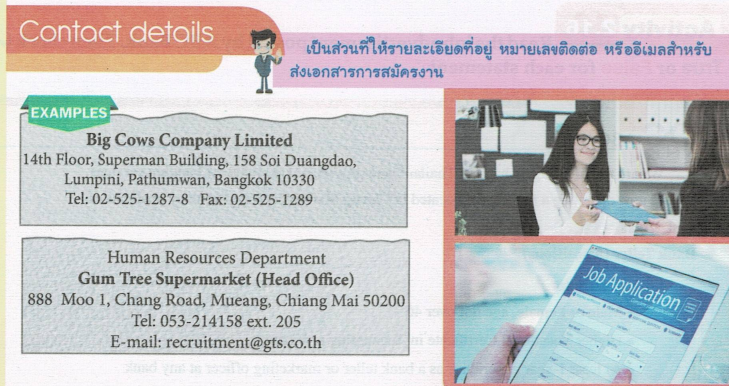 Contact details
เป็นส่วนที่ให้รายละเอียดที่อยู่ หมายเลขติดต่อ หรืออีเมลสำหรับ
ส่งเอกสารการสมัครงาน
EXAMPLES
Big Cows Company Limited
14th Floor, Superman Building, 158 Soi Duangdao,
Lumpini, Pathumwan, Bangkok 10330
Tel: 02-525-1287-8 Fax: 02-525-1289
Human Resources Department
Gum Tree Supermarket (Head Office)
888 Moo 1, Chang Road, Mueang, Chiang Mai 50200
Tel: 053-214158 ext. 205
E-mail: recruitment@gts.co.th
Job Application